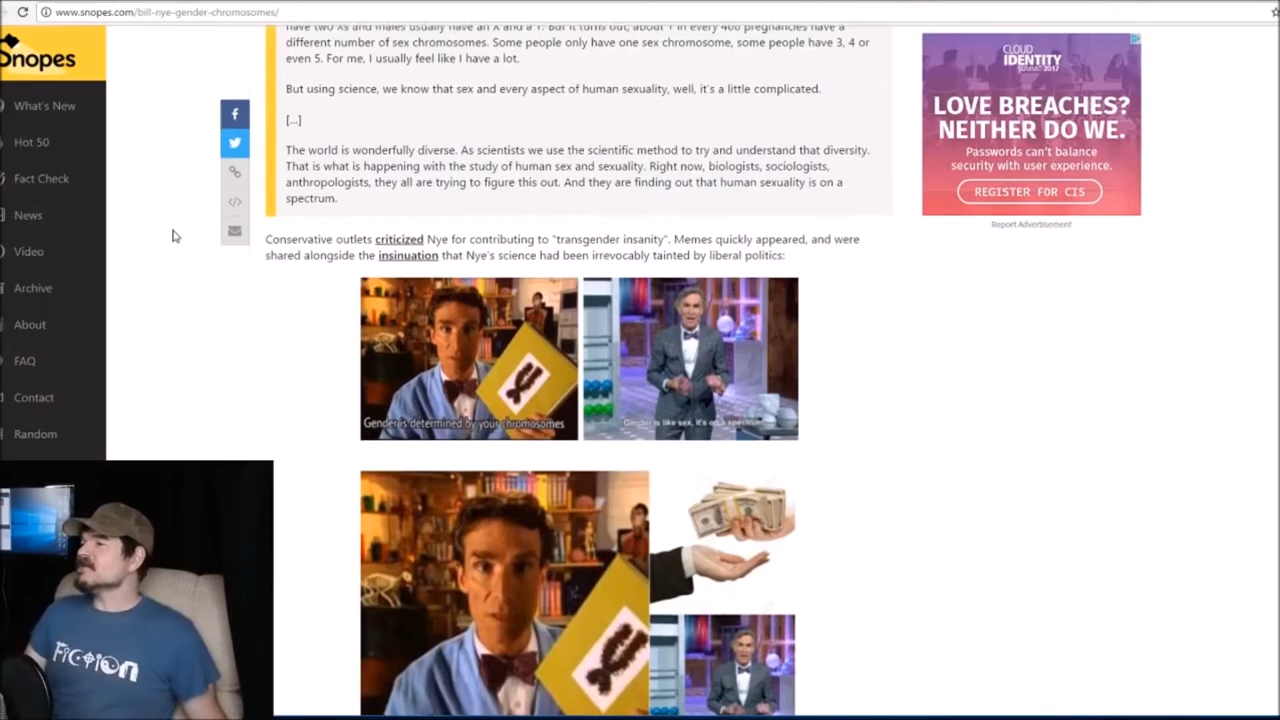 www.snopes.com/bill-nye-gender-chromosomes/
have two Xs and males usually have an X and a Y. But it turns out, about 1 in every 400 pregnancies have a
different number of sex chromosomes. Some people only have one sex chromosome, some people have 3, 4 or
even 5. For me, I usually feel like I have a lot.
But using science, we know that sex and every aspect of human sexuality, well, it's a little complicated.
[...]
The world is wonderfully diverse. As scientists we use the scientific method to try and understand that diversity.
That is what is happening with the study of human sex and sexuality. Right now, biologists, sociologists,
anthropologists, they all are trying to figure this out. And they are finding out that human sexuality is on a
spectrum.
Conservative outlets criticized Nye for contributing to "transgender insanity". Memes quickly appeared, and were
shared alongside the insinuation that Nye's science had been irrevocably tainted by liberal politics:
Gender is determined by your chromosomes
Gender is like sex, it's on a spectrum
Snopes
What's New
Hot 50
Fact Check
News
Video
Archive
About
FAQ
Contact
Random
CLOUD
IDENTITY
SUMMIT 2017
LOVE BREACHES?
NEITHER DO WE.
Passwords can't balance
security with user experience.
REGISTER FOR CIS
Report Advertisement
FICTION